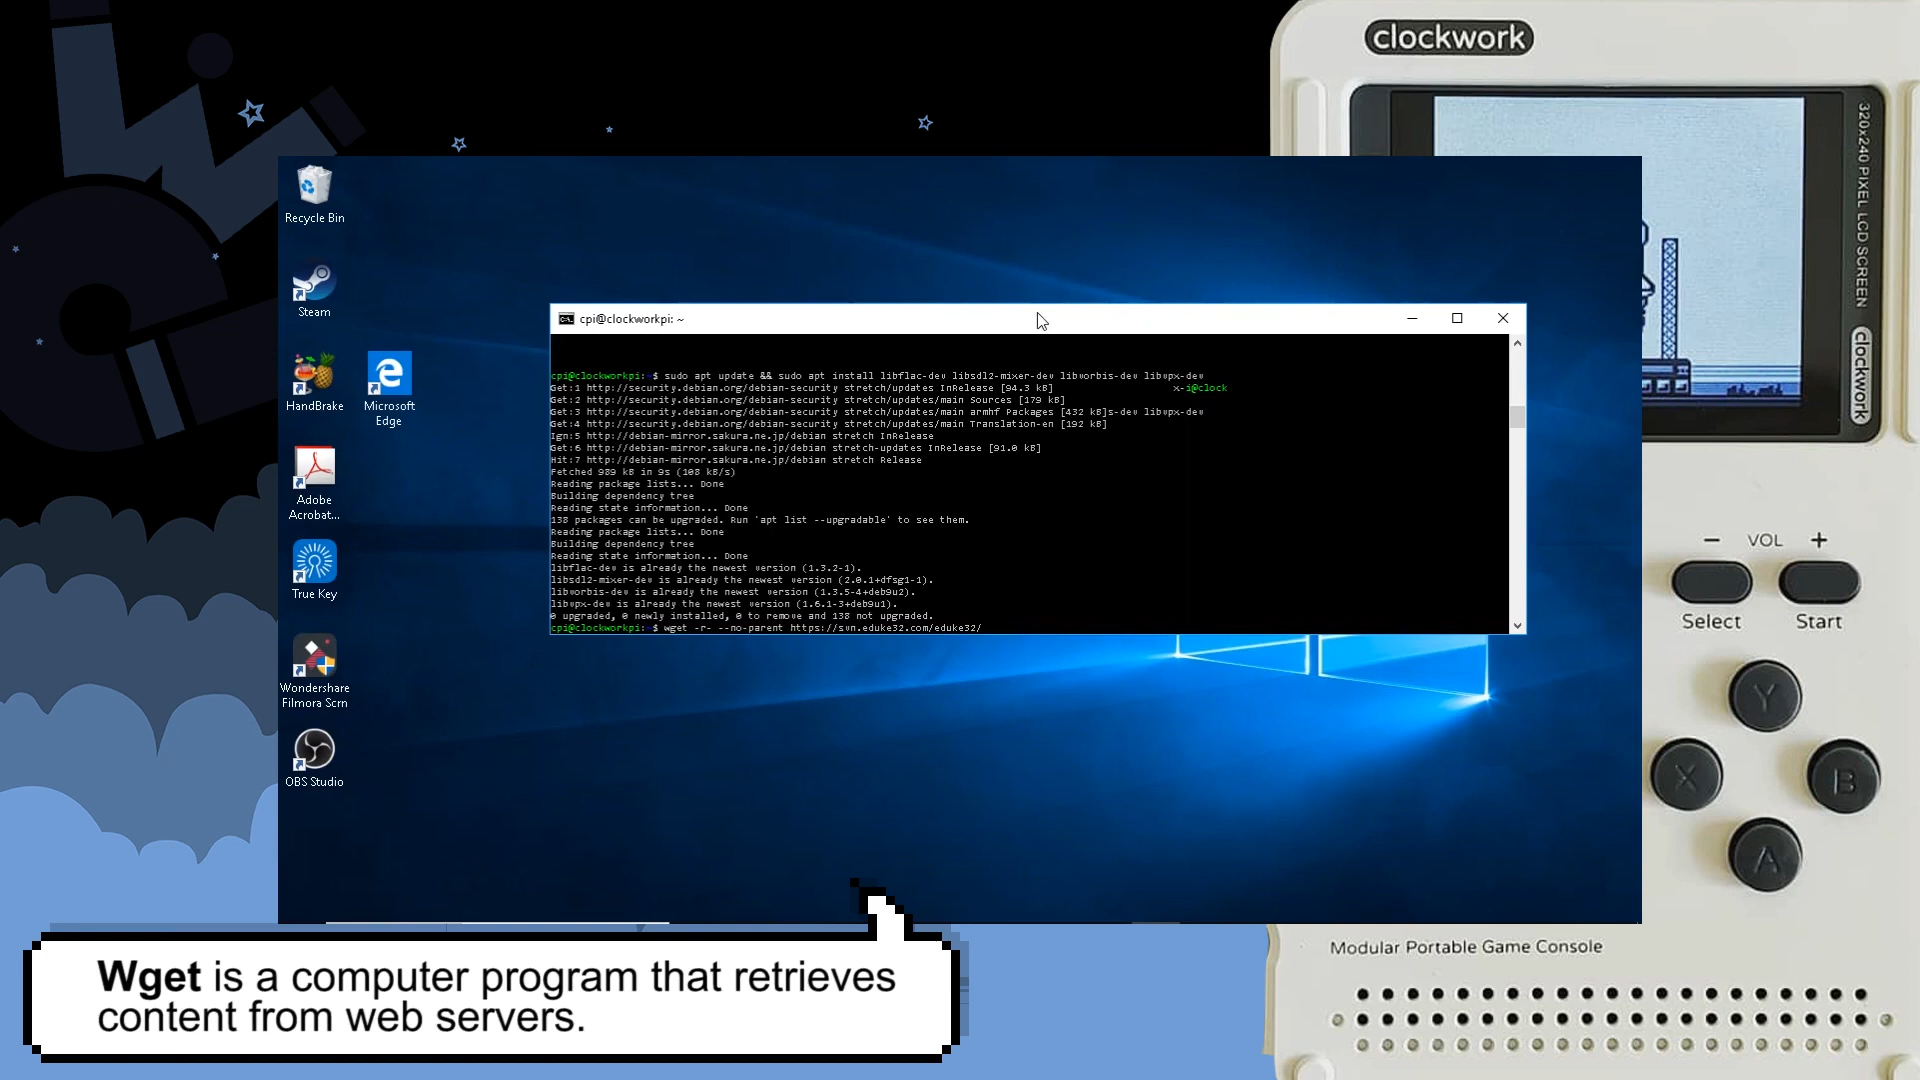 clockwork
320x240 PIXEL LCD SCREEN
clockwork
Recycle Bin
Steam
HandBrake
Microsoft
Edge
Adobe
Acrobat...
True Key
Wondershare
Filmora Scrn
OBS Studio
cpi@clockworkpi: ~
cpi@clockworkpi:~$ sudo apt update && sudo apt install libflac-dev libsdl2-mixer-dev libvorbis-dev libvpx-dev
Get:1 http://security.debian.org/debian-security stretch/updates InRelease [94.3 kB] x-i@clock
Get:2 http://security.debian.org/debian-security stretch/updates/main Sources [179 kB]
Get:3 http://security.debian.org/debian-security stretch/updates/main armhf Packages [432 kB]s-dev libvpx-dev
Get:4 http://security.debian.org/debian-security stretch/updates/main Translation-en [192 kB]
Ign:5 http://debian-mirror.sakura.ne.jp/debian stretch InRelease
Get:6 http://debian-mirror.sakura.ne.jp/debian stretch-updates InRelease [91.0 kB]
Hit:7 http://debian-mirror.sakura.ne.jp/debian stretch Release
Fetched 989 kB in 9s (108 kB/s)
Reading package lists... Done
Building dependency tree
Reading state information... Done
138 packages can be upgraded. Run 'apt list --upgradable' to see them.
Reading package lists... Done
Building dependency tree
Reading state information... Done
libflac-dev is already the newest version (1.3.2-1).
libsdl2-mixer-dev is already the newest version (2.0.1+dfsg1-1).
libvorbis-dev is already the newest version (1.3.5-4+deb9u2).
libvpx-dev is already the newest version (1.6.1-3+deb9u1).
0 upgraded, 0 newly installed, 0 to remove and 138 not upgraded.
cpi@clockworkpi:~$ wget -r- --no-parent https://svn.eduke32.com/eduke32/
- VOL +
Select Start
Y
X
B
A
Modular Portable Game Console
Wget is a computer program that retrieves
content from web servers.